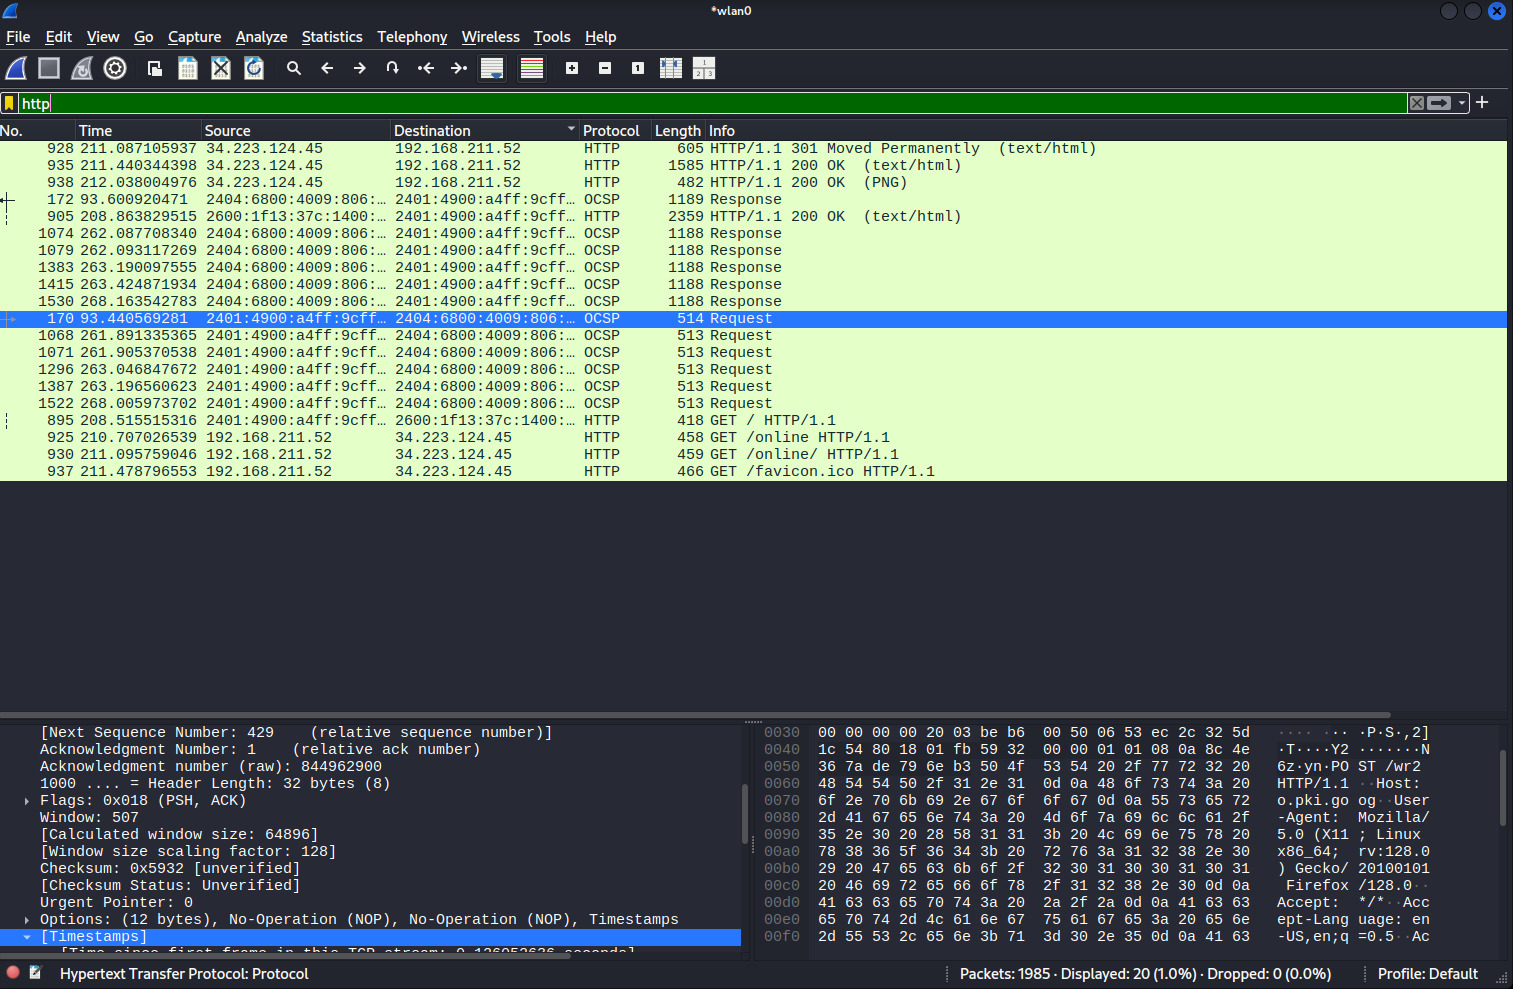 *wlan0
File Edit View Go Capture Analyze Statistics Telephony Wireless Tools Help
http
No. Time Source Destination Protocol Length Info
928 211.087105937 34.223.124.45 192.168.211.52 HTTP 605 HTTP/1.1 301 Moved Permanently (text/html)
935 211.440344398 34.223.124.45 192.168.211.52 HTTP 1585 HTTP/1.1 200 OK (text/html)
938 212.038004976 34.223.124.45 192.168.211.52 HTTP 482 HTTP/1.1 200 OK (PNG)
172 93.600920471 2404:6800:4009:806:… 2401:4900:a4ff:9cff… OCSP 1189 Response
905 208.863829515 2600:1f13:37c:1400:… 2401:4900:a4ff:9cff… HTTP 2359 HTTP/1.1 200 OK (text/html)
1074 262.087708340 2404:6800:4009:806:… 2401:4900:a4ff:9cff… OCSP 1188 Response
1079 262.093117269 2404:6800:4009:806:… 2401:4900:a4ff:9cff… OCSP 1188 Response
1383 263.190097555 2404:6800:4009:806:… 2401:4900:a4ff:9cff… OCSP 1188 Response
1415 263.424871934 2404:6800:4009:806:… 2401:4900:a4ff:9cff… OCSP 1188 Response
1530 268.163542783 2404:6800:4009:806:… 2401:4900:a4ff:9cff… OCSP 1188 Response
170 93.440569281 2401:4900:a4ff:9cff… 2404:6800:4009:806:… OCSP 514 Request
1068 261.891335365 2401:4900:a4ff:9cff… 2404:6800:4009:806:… OCSP 513 Request
1071 261.905370538 2401:4900:a4ff:9cff… 2404:6800:4009:806:… OCSP 513 Request
1296 263.046847672 2401:4900:a4ff:9cff… 2404:6800:4009:806:… OCSP 513 Request
1387 263.196560623 2401:4900:a4ff:9cff… 2404:6800:4009:806:… OCSP 513 Request
1522 268.005973702 2401:4900:a4ff:9cff… 2404:6800:4009:806:… OCSP 513 Request
895 208.515515316 2401:4900:a4ff:9cff… 2600:1f13:37c:1400:… HTTP 418 GET / HTTP/1.1
925 210.707026539 192.168.211.52 34.223.124.45 HTTP 458 GET /online HTTP/1.1
930 211.095759046 192.168.211.52 34.223.124.45 HTTP 459 GET /online/ HTTP/1.1
937 211.478796553 192.168.211.52 34.223.124.45 HTTP 466 GET /favicon.ico HTTP/1.1
[Next Sequence Number: 429 (relative sequence number)]
Acknowledgment Number: 1 (relative ack number)
Acknowledgment number (raw): 844962900
1000 .... = Header Length: 32 bytes (8)
Flags: 0x018 (PSH, ACK)
Window: 507
[Calculated window size: 64896]
[Window size scaling factor: 128]
Checksum: 0x5932 [unverified]
[Checksum Status: Unverified]
Urgent Pointer: 0
Options: (12 bytes), No-Operation (NOP), No-Operation (NOP), Timestamps
[Timestamps]
0030 00 00 00 00 20 03 be b6 00 50 06 53 ec 2c 32 5d ···· ··· ·P·S·,2]
0040 1c 54 80 18 01 fb 59 32 00 00 01 01 08 0a 8c 4e ·T····Y2 ·······N
0050 36 7a de 79 6e b3 50 4f 53 54 20 2f 77 72 32 20 6z·yn·PO ST /wr2
0060 48 54 54 50 2f 31 2e 31 0d 0a 48 6f 73 74 3a 20 HTTP/1.1 ··Host:
0070 6f 2e 70 6b 69 2e 67 6f 6f 67 0d 0a 55 73 65 72 o.pki.go og··User
0080 2d 41 67 65 6e 74 3a 20 4d 6f 7a 69 6c 6c 61 2f -Agent: Mozilla/
0090 35 2e 30 20 28 58 31 31 3b 20 4c 69 6e 75 78 20 5.0 (X11 ; Linux
00a0 78 38 36 5f 36 34 3b 20 72 76 3a 31 32 38 2e 30 x86_64; rv:128.0
00b0 29 20 47 65 63 6b 6f 2f 32 30 31 30 30 31 30 31 ) Gecko/ 20100101
00c0 20 46 69 72 65 66 6f 78 2f 31 32 38 2e 30 0d 0a Firefox /128.0··
00d0 41 63 63 65 70 74 3a 20 2a 2f 2a 0d 0a 41 63 63 Accept: */*··Acc
00e0 65 70 74 2d 4c 61 6e 67 75 61 67 65 3a 20 65 6e ept-Lang uage: en
00f0 2d 55 53 2c 65 6e 3b 71 3d 30 2e 35 0d 0a 41 63 -US,en;q =0.5··Ac
Hypertext Transfer Protocol: Protocol
Packets: 1985 · Displayed: 20 (1.0%) · Dropped: 0 (0.0%)
Profile: Default